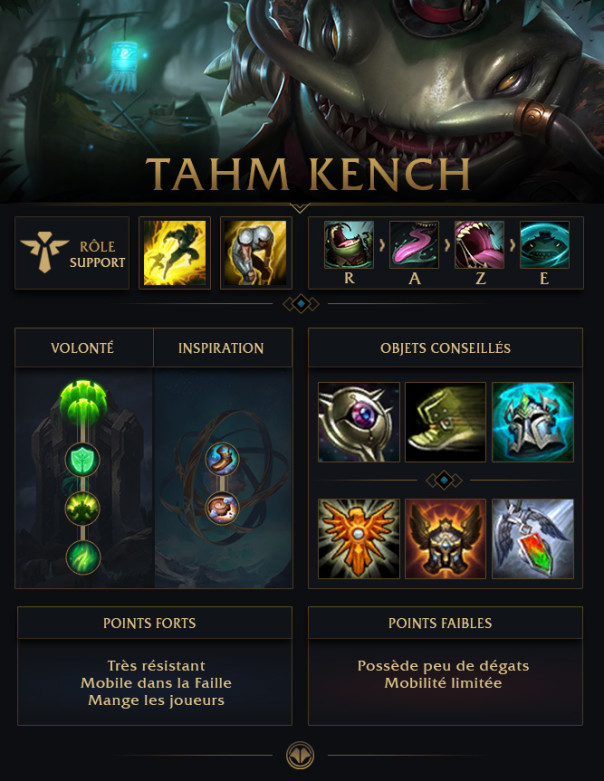 TAHM KENCH
RÔLE
SUPPORT
R A Z E
VOLONTÉ
INSPIRATION
OBJETS CONSEILLÉS
POINTS FORTS
Très résistant
Mobile dans la Faille
Mange les joueurs
POINTS FAIBLES
Possède peu de dégats
Mobilité limitée